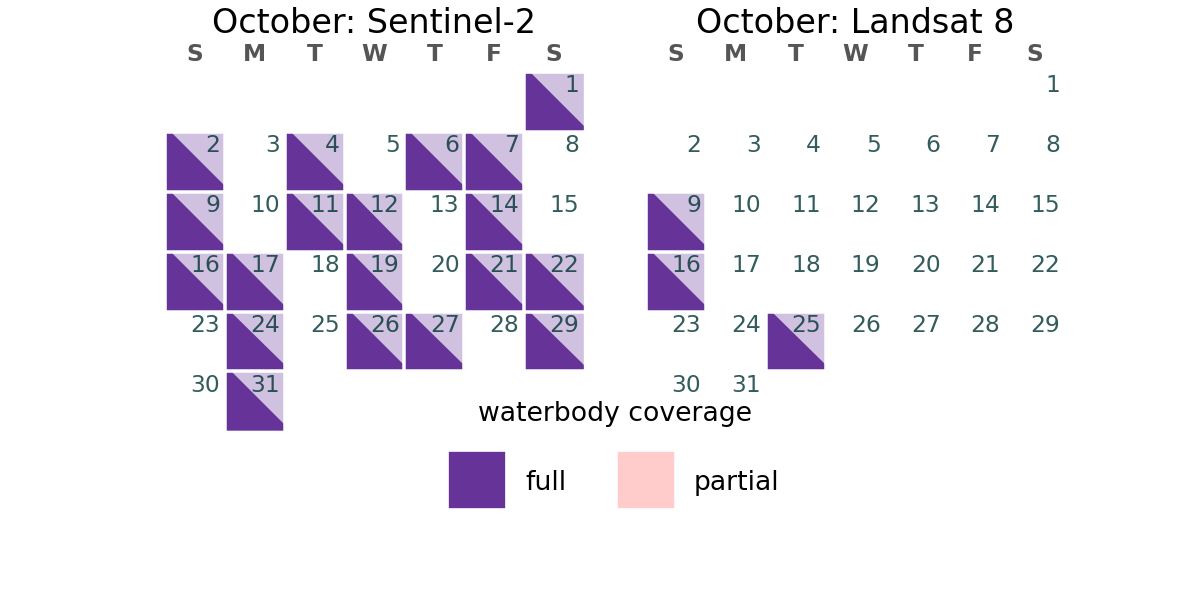 October: Sentinel-2
S M T W T F S
1
2 3 4 5 6 7 8
9 10 11 12 13 14 15
16 17 18 19 20 21 22
23 24 25 26 27 28 29
30 31
October: Landsat 8
S M T W T F S
1
2 3 4 5 6 7 8
9 10 11 12 13 14 15
16 17 18 19 20 21 22
23 24 25 26 27 28 29
30 31
waterbody coverage
full partial